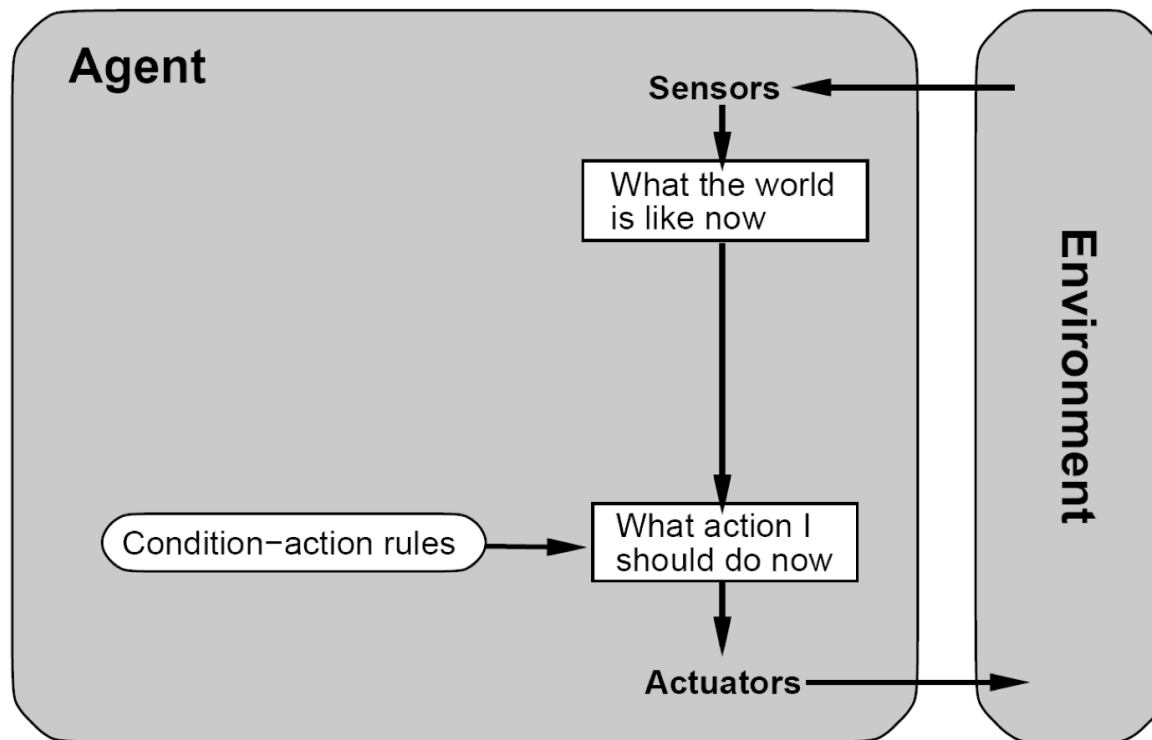 Agent
Sensors
What the world
is like now
Environment
Condition−action rules
What action I
should do now
Actuators